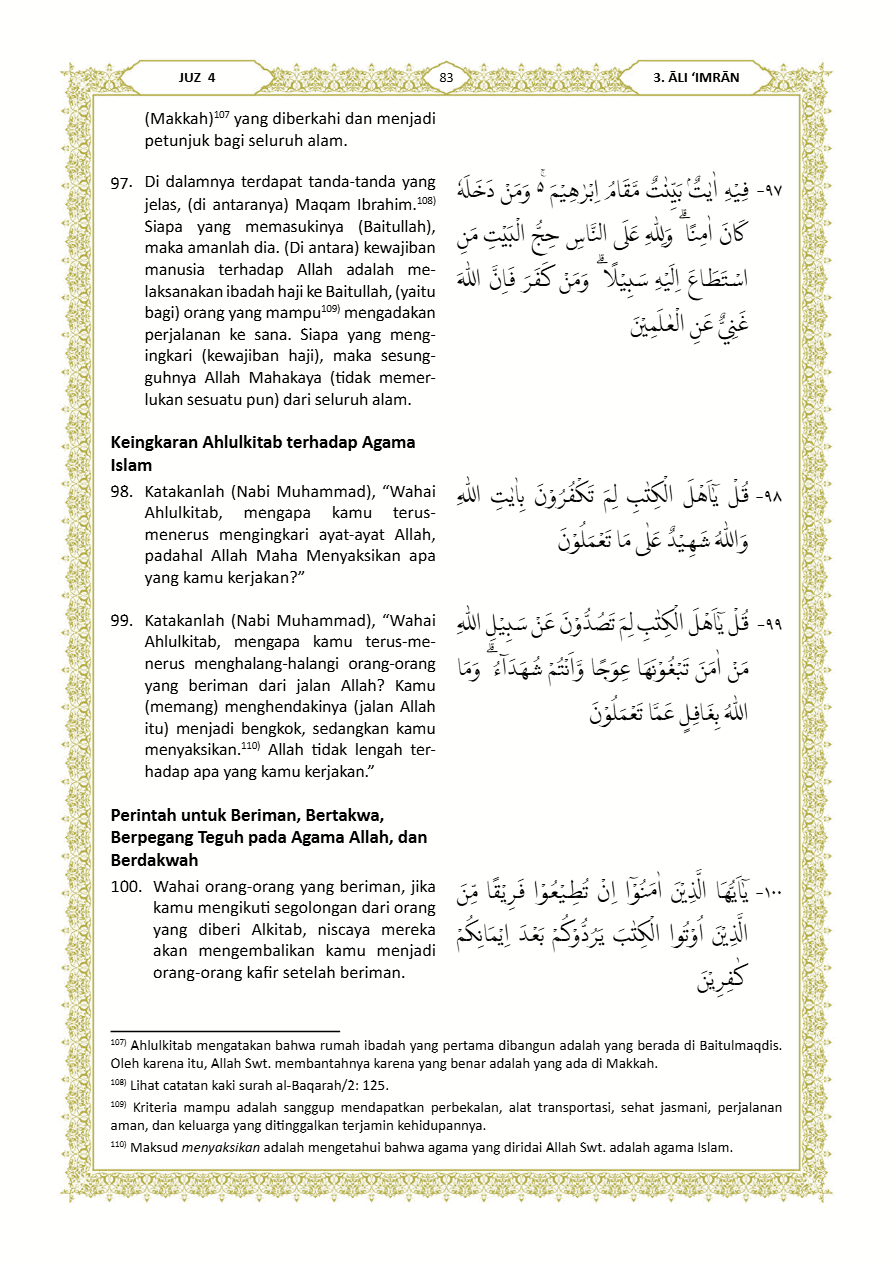 JUZ 4
83
3. ĀLI ‘IMRĀN
(Makkah)¹⁰⁷ yang diberkahi dan menjadi
petunjuk bagi seluruh alam.
97. Di dalamnya terdapat tanda-tanda yang
jelas, (di antaranya) Maqam Ibrahim.¹⁰⁸⁾
Siapa yang memasukinya (Baitullah),
maka amanlah dia. (Di antara) kewajiban
manusia terhadap Allah adalah me-
laksanakan ibadah haji ke Baitullah, (yaitu
bagi) orang yang mampu¹⁰⁹⁾ mengadakan
perjalanan ke sana. Siapa yang meng-
ingkari (kewajiban haji), maka sesung-
guhnya Allah Mahakaya (tidak memer-
lukan sesuatu pun) dari seluruh alam.
٩٧- فِيْهِ اٰيٰتٌۢ بَيِّنٰتٌ مَّقَامُ اِبْرٰهِيْمَ ەۚ وَمَنْ دَخَلَهٗ
كَانَ اٰمِنًا ۗ وَلِلّٰهِ عَلَى النَّاسِ حِجُّ الْبَيْتِ مَنِ
اسْتَطَاعَ اِلَيْهِ سَبِيْلًا ۗ وَمَنْ كَفَرَ فَاِنَّ اللّٰهَ
غَنِيٌّ عَنِ الْعٰلَمِيْنَ
Keingkaran Ahlulkitab terhadap Agama
Islam
98. Katakanlah (Nabi Muhammad), “Wahai
Ahlulkitab, mengapa kamu terus-
menerus mengingkari ayat-ayat Allah,
padahal Allah Maha Menyaksikan apa
yang kamu kerjakan?”
٩٨- قُلْ يٰٓاَهْلَ الْكِتٰبِ لِمَ تَكْفُرُوْنَ بِاٰيٰتِ اللّٰهِ
وَاللّٰهُ شَهِيْدٌ عَلٰى مَا تَعْمَلُوْنَ
99. Katakanlah (Nabi Muhammad), “Wahai
Ahlulkitab, mengapa kamu terus-me-
nerus menghalang-halangi orang-orang
yang beriman dari jalan Allah? Kamu
(memang) menghendakinya (jalan Allah
itu) menjadi bengkok, sedangkan kamu
menyaksikan.¹¹⁰⁾ Allah tidak lengah ter-
hadap apa yang kamu kerjakan.”
٩٩- قُلْ يٰٓاَهْلَ الْكِتٰبِ لِمَ تَصُدُّوْنَ عَنْ سَبِيْلِ اللّٰهِ
مَنْ اٰمَنَ تَبْغُوْنَهَا عِوَجًا وَّاَنْتُمْ شُهَدَاۤءُ ۗ وَمَا
اللّٰهُ بِغَافِلٍ عَمَّا تَعْمَلُوْنَ
Perintah untuk Beriman, Bertakwa,
Berpegang Teguh pada Agama Allah, dan
Berdakwah
100. Wahai orang-orang yang beriman, jika
kamu mengikuti segolongan dari orang
yang diberi Alkitab, niscaya mereka
akan mengembalikan kamu menjadi
orang-orang kafir setelah beriman.
١٠٠- يٰٓاَيُّهَا الَّذِيْنَ اٰمَنُوْٓا اِنْ تُطِيْعُوْا فَرِيْقًا مِّنَ
الَّذِيْنَ اُوْتُوا الْكِتٰبَ يَرُدُّوْكُمْ بَعْدَ اِيْمَانِكُمْ
كٰفِرِيْنَ
¹⁰⁷⁾ Ahlulkitab mengatakan bahwa rumah ibadah yang pertama dibangun adalah yang berada di Baitulmaqdis.
Oleh karena itu, Allah Swt. membantahnya karena yang benar adalah yang ada di Makkah.
¹⁰⁸⁾ Lihat catatan kaki surah al-Baqarah/2: 125.
¹⁰⁹⁾ Kriteria mampu adalah sanggup mendapatkan perbekalan, alat transportasi, sehat jasmani, perjalanan
aman, dan keluarga yang ditinggalkan terjamin kehidupannya.
¹¹⁰⁾ Maksud menyaksikan adalah mengetahui bahwa agama yang diridai Allah Swt. adalah agama Islam.